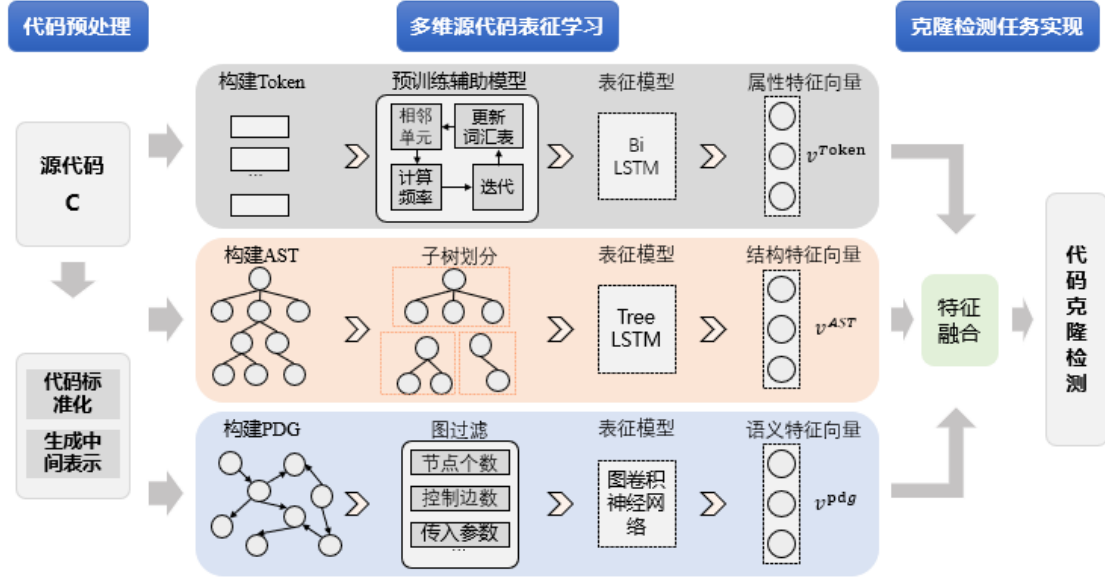 代码预处理
多维源代码表征学习
克隆检测任务实现
源代码
C
代码标
准化
生成中
间表示
构建Token
...
预训练辅助模型
相邻
单元
更新
词汇表
计算
频率
迭代
表征模型
Bi
LSTM
属性特征向量
v^Token
构建AST
子树划分
表征模型
Tree
LSTM
结构特征向量
v^AST
构建PDG
图过滤
节点个数
控制边数
传入参数
...
表征模型
图卷积
神经网
络
语义特征向量
v^pdg
特征
融合
代
码
克
隆
检
测